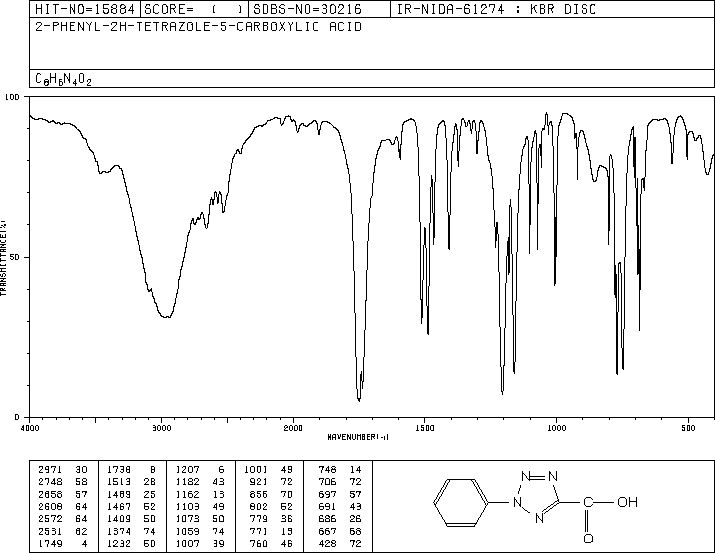 HIT-NO=15884 SCORE= ( ) SDBS-NO=30216 IR-NIDA-61274 : KBR DISC
2-PHENYL-2H-TETRAZOLE-5-CARBOXYLIC ACID
C8H6N4O2
100
50
0
TRANSMITTANCE(%)
4000 3000 2000 1500 1000 500
WAVENUMBER(-1)
2971 30 1738 8 1207 6 1001 49 748 14
2748 58 1513 28 1182 43 921 72 706 72
2658 57 1489 25 1162 13 856 70 697 57
2608 64 1467 52 1103 49 802 52 691 43
2572 64 1409 50 1073 50 779 36 686 26
2531 62 1374 74 1059 74 771 13 667 68
1749 4 1232 50 1007 39 760 46 428 72
N N
N N
C OH
O